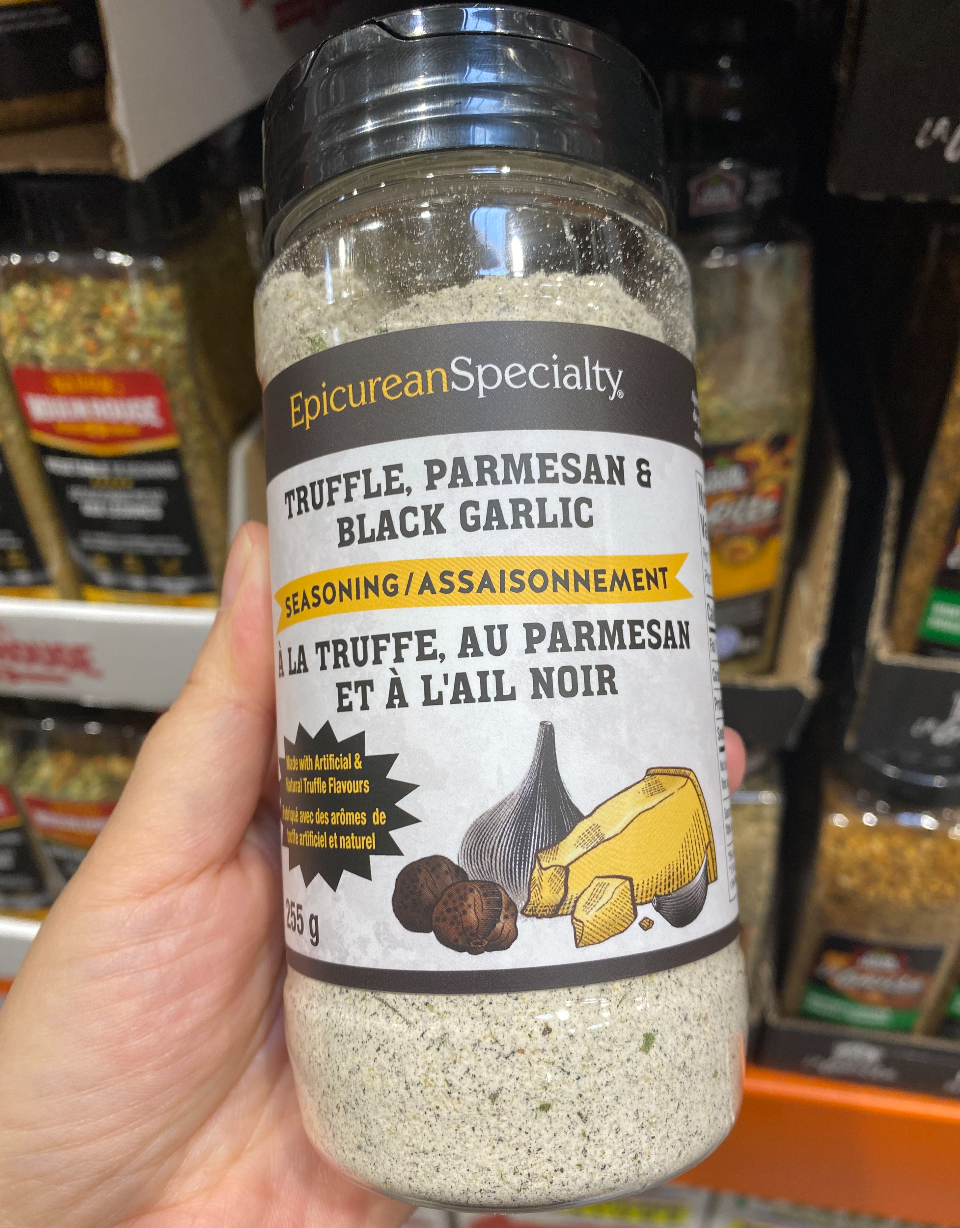 EpicureanSpecialty®
TRUFFLE, PARMESAN &
BLACK GARLIC
SEASONING/ASSAISONNEMENT
À LA TRUFFE, AU PARMESAN
ET À L'AIL NOIR
Made with Artificial &
Natural Truffle Flavours
Fabriqué avec des arômes de
truffe artificiel et naturel
255 g